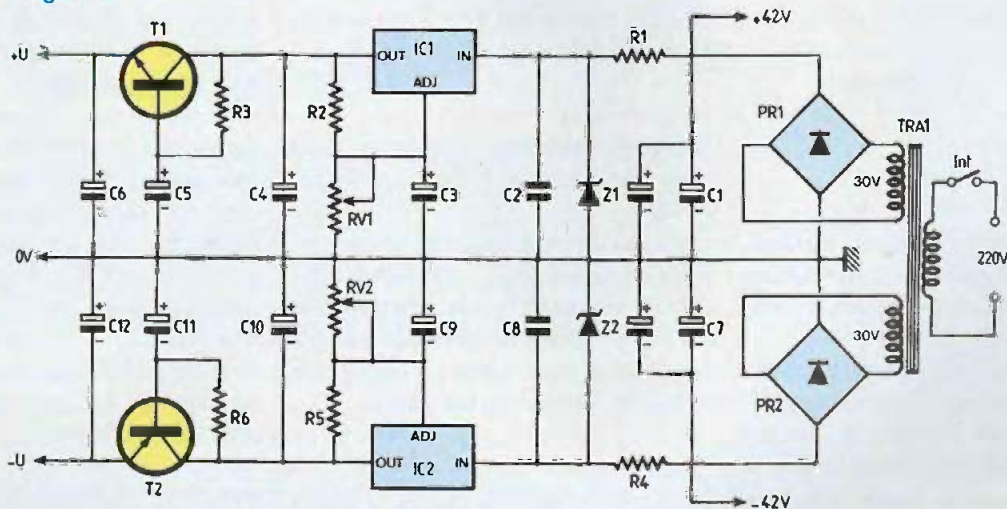 T1
+42V
+U
OUT
IC1
IN
ADJ
R1
R3
R2
PR1
TRA1
Int
30V
C6
C5
C4
RV1
C3
C2
Z1
C1
+
−
0V
220V
RV2
C12
C11
C10
C9
C8
Z2
C7
30V
R6
R5
PR2
ADJ
−U
OUT
IC2
IN
R4
T2
−42V